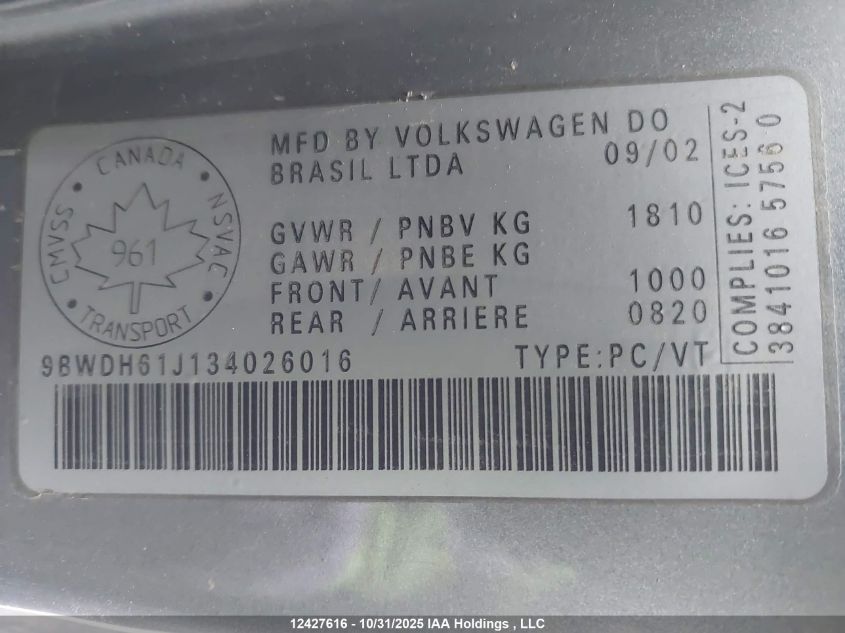 CANADA
CMVSS
NSVAC
961
TRANSPORT
MFD BY VOLKSWAGEN DO
BRASIL LTDA 09/02
GVWR / PNBV KG 1810
GAWR / PNBE KG
FRONT/ AVANT 1000
REAR / ARRIERE 0820
9BWDH61J134026016 TYPE:PC/VT
COMPLIES: ICES-2
3841016 57560
12427616 - 10/31/2025 IAA Holdings , LLC